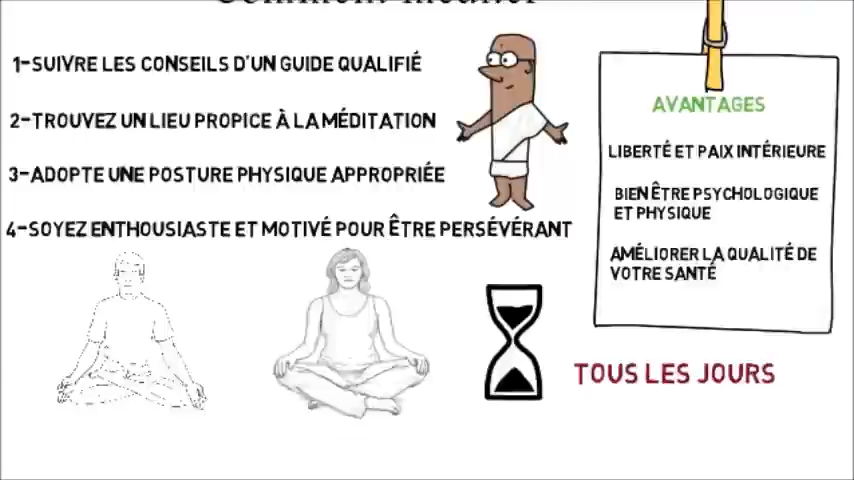 1-SUIVRE LES CONSEILS D'UN GUIDE QUALIFIÉ
2-TROUVEZ UN LIEU PROPICE À LA MÉDITATION
3-ADOPTE UNE POSTURE PHYSIQUE APPROPRIÉE
4-SOYEZ ENTHOUSIASTE ET MOTIVÉ POUR ÊTRE PERSÉVÉRANT
AVANTAGES
LIBERTÉ ET PAIX INTÉRIEURE
BIEN ÊTRE PSYCHOLOGIQUE
ET PHYSIQUE
AMÉLIORER LA QUALITÉ DE
VOTRE SANTÉ
TOUS LES JOURS